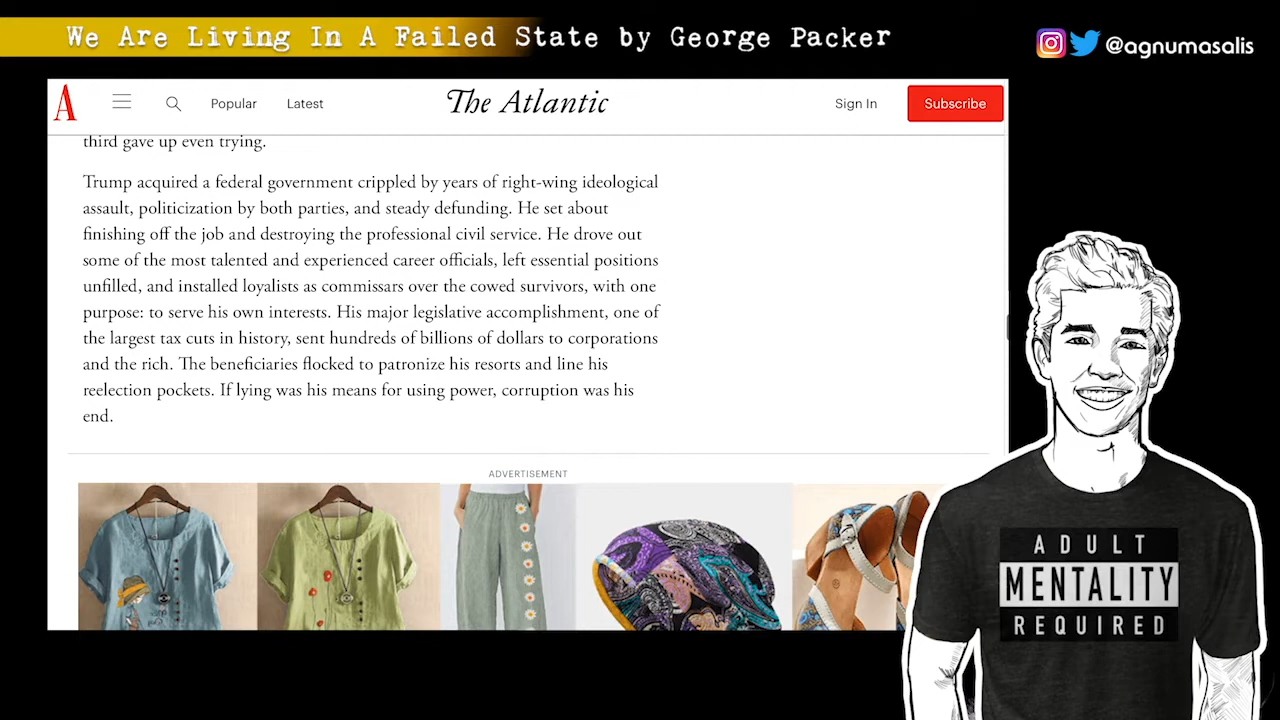 We Are Living In A Failed State by George Packer
@agnumasalis
A
Popular
Latest
The Atlantic
Sign In
Subscribe
third gave up even trying.
Trump acquired a federal government crippled by years of right-wing ideological
assault, politicization by both parties, and steady defunding. He set about
finishing off the job and destroying the professional civil service. He drove out
some of the most talented and experienced career officials, left essential positions
unfilled, and installed loyalists as commissars over the cowed survivors, with one
purpose: to serve his own interests. His major legislative accomplishment, one of
the largest tax cuts in history, sent hundreds of billions of dollars to corporations
and the rich. The beneficiaries flocked to patronize his resorts and line his
reelection pockets. If lying was his means for using power, corruption was his
end.
ADVERTISEMENT
ADULT
MENTALITY
REQUIRED